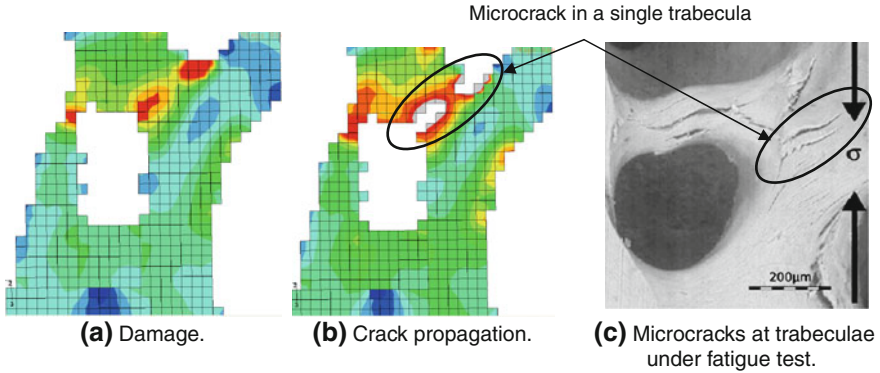 Microcrack in a single trabecula
σ
200μm
(a) Damage.
(b) Crack propagation.
(c) Microcracks at trabeculae
under fatigue test.